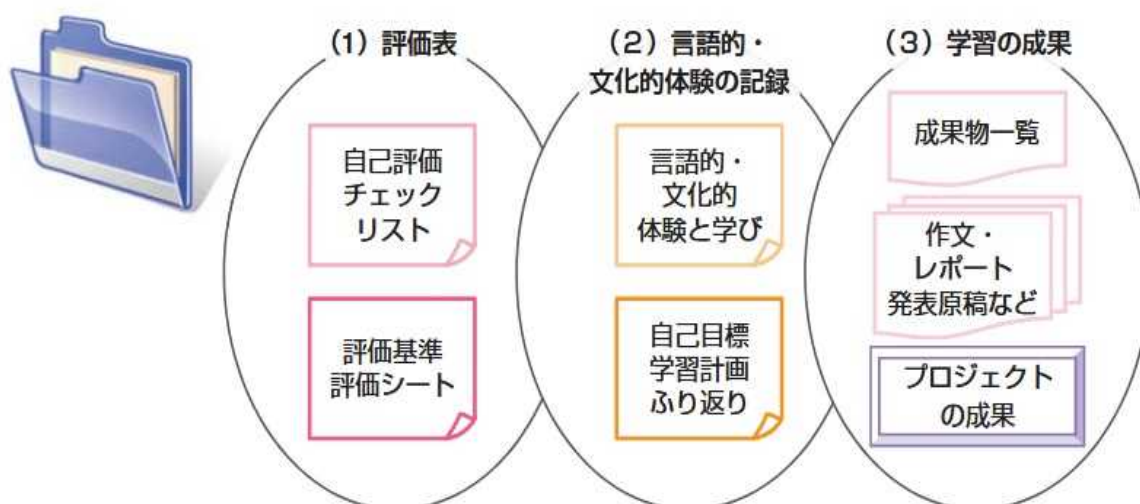 (1) 評価表
自己評価
チェック
リスト
評価基準
評価シート
(2) 言語的・
文化的体験の記録
言語的・
文化的
体験と学び
自己目標
学習計画
ふり返り
(3) 学習の成果
成果物一覧
作文・
レポート
発表原稿など
プロジェクト
の成果